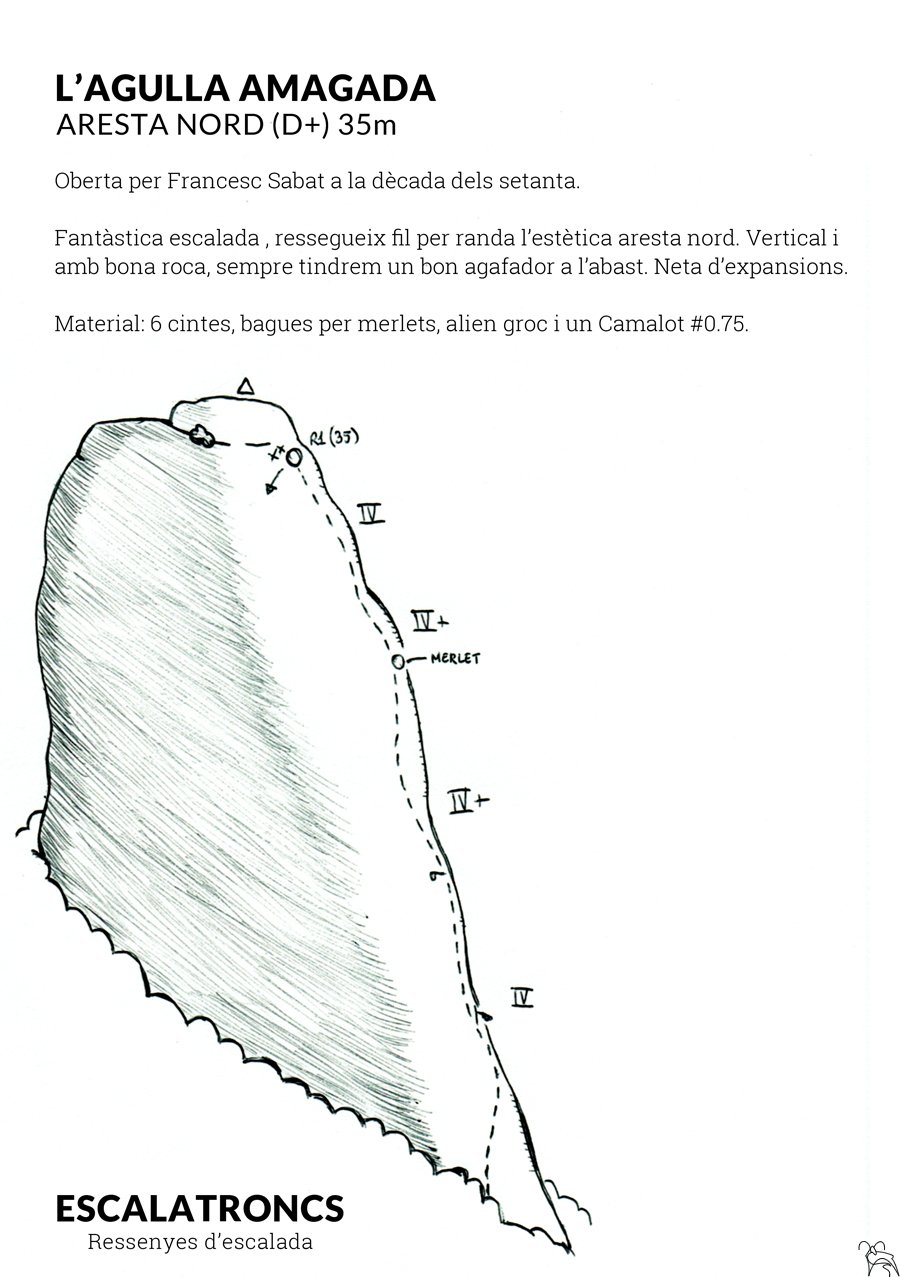 L’AGULLA AMAGADA
ARESTA NORD (D+) 35m
Oberta per Francesc Sabat a la dècada dels setanta.
Fantàstica escalada , ressegueix fil per randa l’estètica aresta nord. Vertical i
amb bona roca, sempre tindrem un bon agafador a l’abast. Neta d’expansions.
Material: 6 cintes, bagues per merlets, alien groc i un Camalot #0.75.
R1 (35)
IV
IV+
MERLET
IV+
IV
ESCALATRONCS
Ressenyes d’escalada